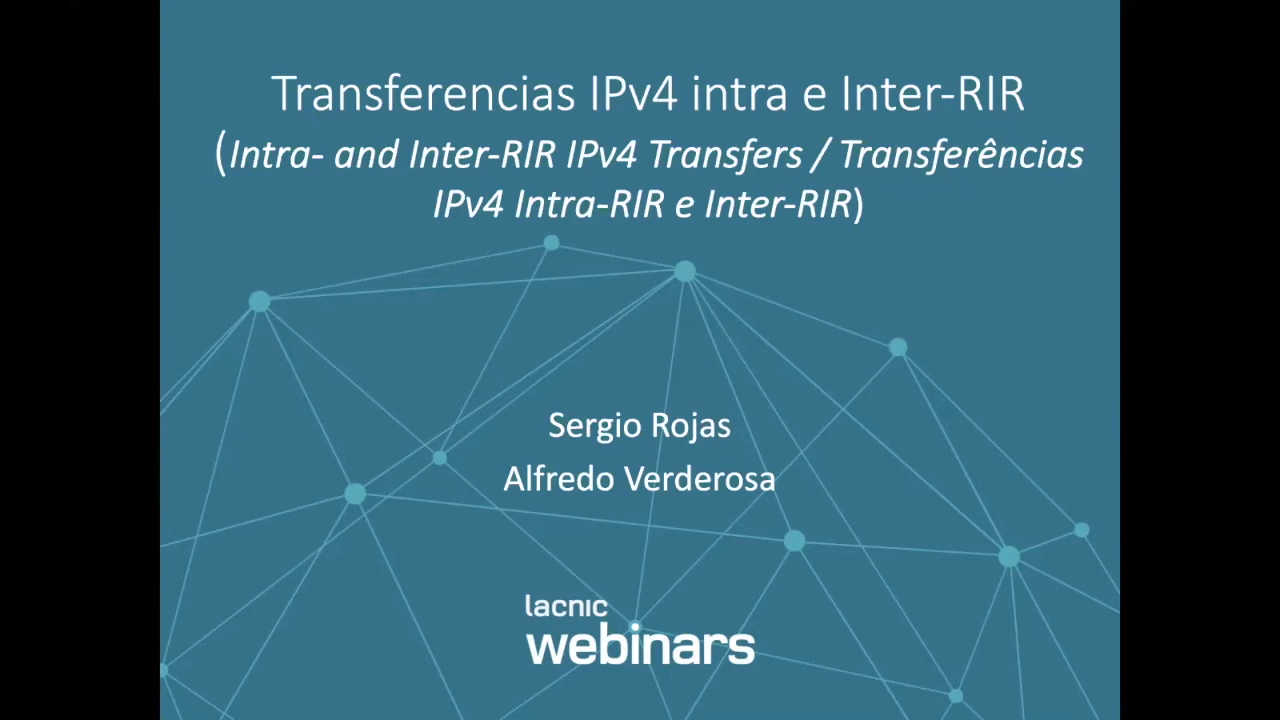 Transferencias IPv4 intra e Inter-RIR
(Intra- and Inter-RIR IPv4 Transfers / Transferências
IPv4 Intra-RIR e Inter-RIR)
Sergio Rojas
Alfredo Verderosa
lacnic
webinars